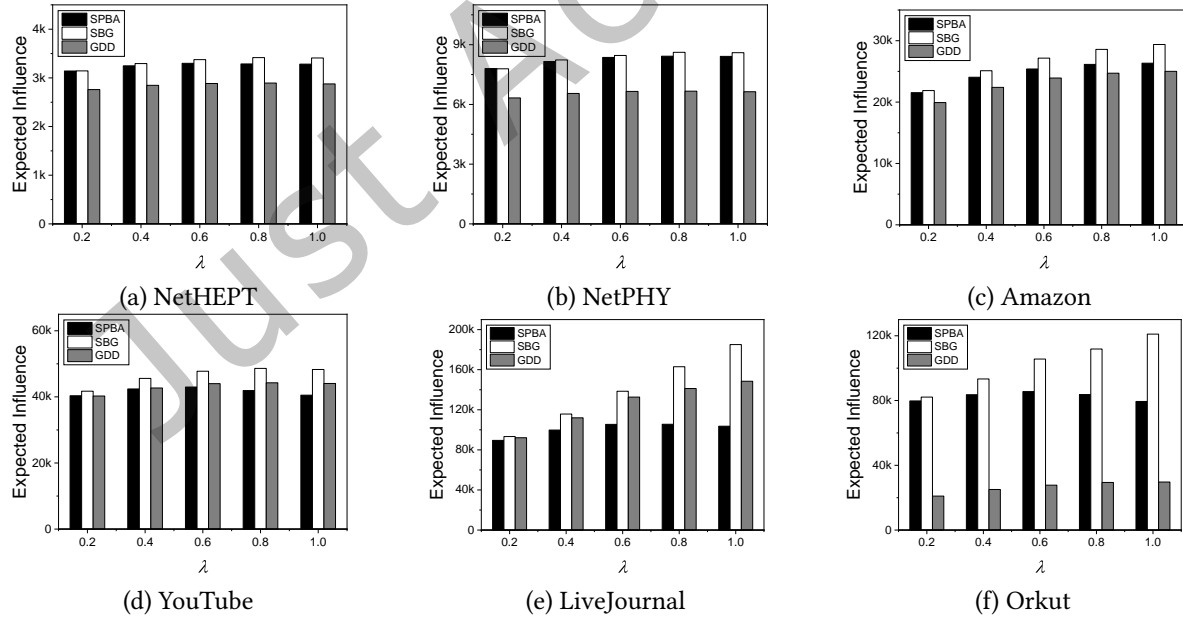 SPBA
SBG
GDD
Expected Influence
4k
3k
2k
1k
0
0.2 0.4 0.6 0.8 1.0
λ
(a) NetHEPT
SPBA
SBG
GDD
Expected Influence
9k
6k
3k
0
0.2 0.4 0.6 0.8 1.0
λ
(b) NetPHY
SPBA
SBG
GDD
Expected Influence
30k
20k
10k
0
0.2 0.4 0.6 0.8 1.0
λ
(c) Amazon
SPBA
SBG
GDD
Expected Influence
60k
40k
20k
0
0.2 0.4 0.6 0.8 1.0
λ
(d) YouTube
SPBA
SBG
GDD
Expected Influence
200k
160k
120k
80k
40k
0
0.2 0.4 0.6 0.8 1.0
λ
(e) LiveJournal
SPBA
SBG
GDD
Expected Influence
120k
80k
40k
0
0.2 0.4 0.6 0.8 1.0
λ
(f) Orkut
Just Ac